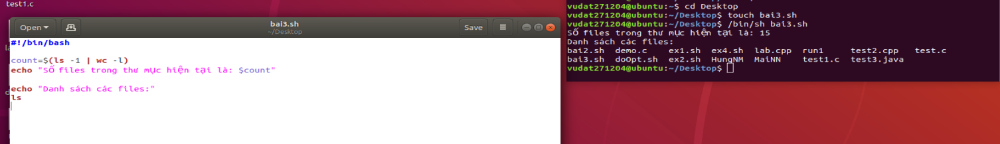 test1.c
Open
bai3.sh
~/Desktop
Save
#!/bin/bash
count=$(ls -1 | wc -l)
echo "Số files trong thư mục hiện tại là: $count"
echo "Danh sách các files:"
ls
vudat271204@ubuntu:~$ cd Desktop
vudat271204@ubuntu:~/Desktop$ touch bai3.sh
vudat271204@ubuntu:~/Desktop$ /bin/sh bai3.sh
Số files trong thư mục hiện tại là: 15
Danh sách các files:
bai2.sh demo.c ex1.sh ex4.sh lab.cpp run1 test2.cpp test.c
bai3.sh doOpt.sh ex2.sh HungNM MaiNN test1.c test3.java
vudat271204@ubuntu:~/Desktop$